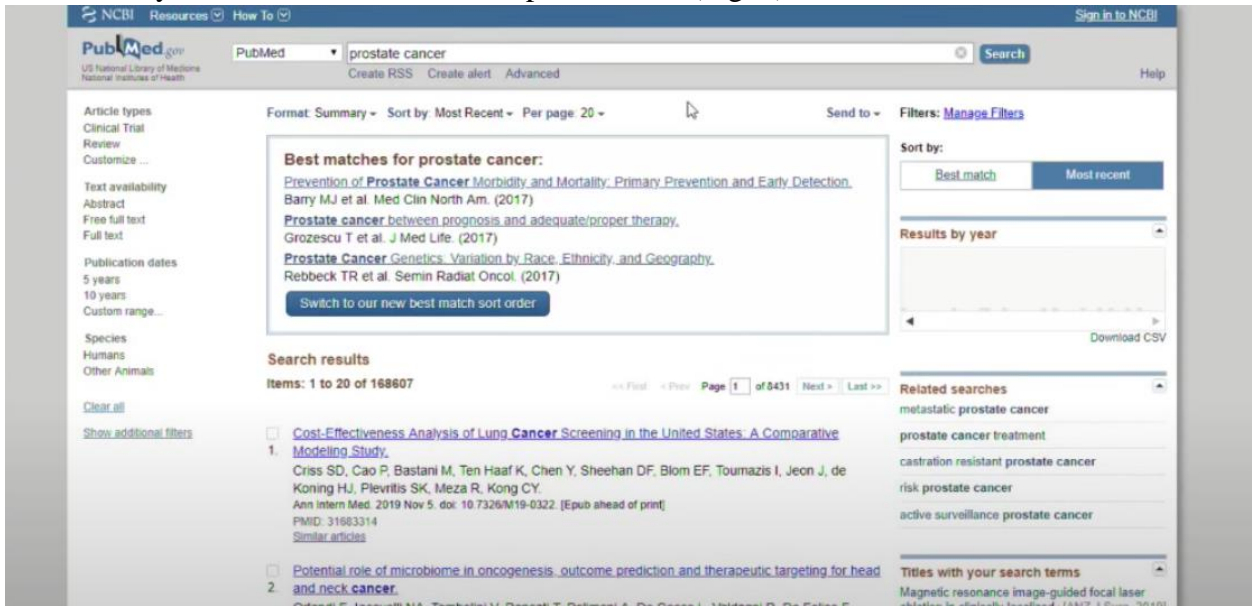 NCBI Resources How To Sign in to NCBI
PubMed.gov
US National Library of Medicine
National Institutes of Health
PubMed prostate cancer Search
Create RSS Create alert Advanced Help
Article types
Clinical Trial
Review
Customize ...
Text availability
Abstract
Free full text
Full text
Publication dates
5 years
10 years
Custom range...
Species
Humans
Other Animals
Clear all
Show additional filters
Format: Summary Sort by: Most Recent Per page: 20 Send to
Best matches for prostate cancer:
Prevention of Prostate Cancer Morbidity and Mortality: Primary Prevention and Early Detection.
Barry MJ et al. Med Clin North Am. (2017)
Prostate cancer between prognosis and adequate/proper therapy.
Grozescu T et al. J Med Life. (2017)
Prostate Cancer Genetics: Variation by Race, Ethnicity, and Geography.
Rebbeck TR et al. Semin Radiat Oncol. (2017)
Switch to our new best match sort order
Search results
Items: 1 to 20 of 168607
<< First < Prev Page 1 of 8431 Next > Last >>
1. Cost-Effectiveness Analysis of Lung Cancer Screening in the United States: A Comparative
Modeling Study.
Criss SD, Cao P, Bastani M, Ten Haaf K, Chen Y, Sheehan DF, Blom EF, Toumazis I, Jeon J, de
Koning HJ, Plevritis SK, Meza R, Kong CY.
Ann Intern Med. 2019 Nov 5. doi: 10.7326/M19-0322. [Epub ahead of print]
PMID: 31683314
Similar articles
2. Potential role of microbiome in oncogenesis, outcome prediction and therapeutic targeting for head
and neck cancer.
Filters: Manage Filters
Sort by:
Best match Most recent
Results by year
Download CSV
Related searches
metastatic prostate cancer
prostate cancer treatment
castration resistant prostate cancer
risk prostate cancer
active surveillance prostate cancer
Titles with your search terms
Magnetic resonance image-guided focal laser